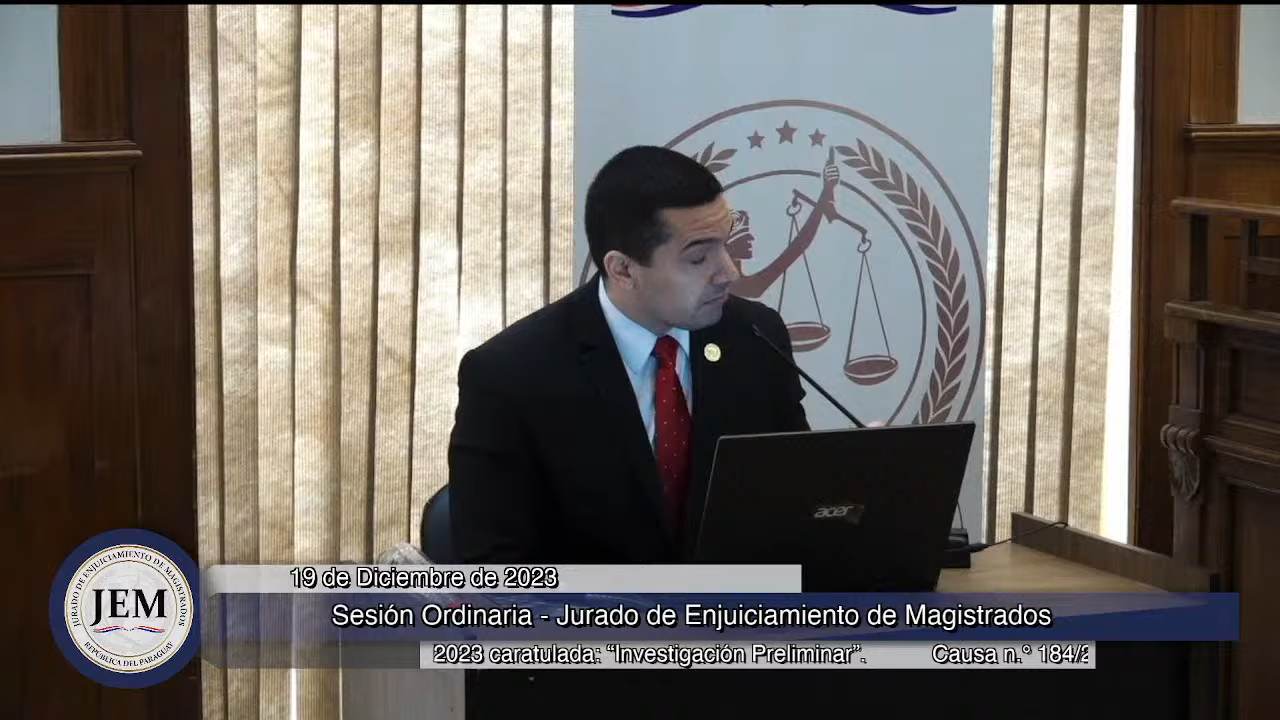 acer
19 de Diciembre de 2023
Sesión Ordinaria - Jurado de Enjuiciamiento de Magistrados
2023 caratulada: “Investigación Preliminar”. Causa n.° 184/2
JURADO DE ENJUICIAMIENTO DE MAGISTRADOS
JEM
REPÚBLICA DEL PARAGUAY